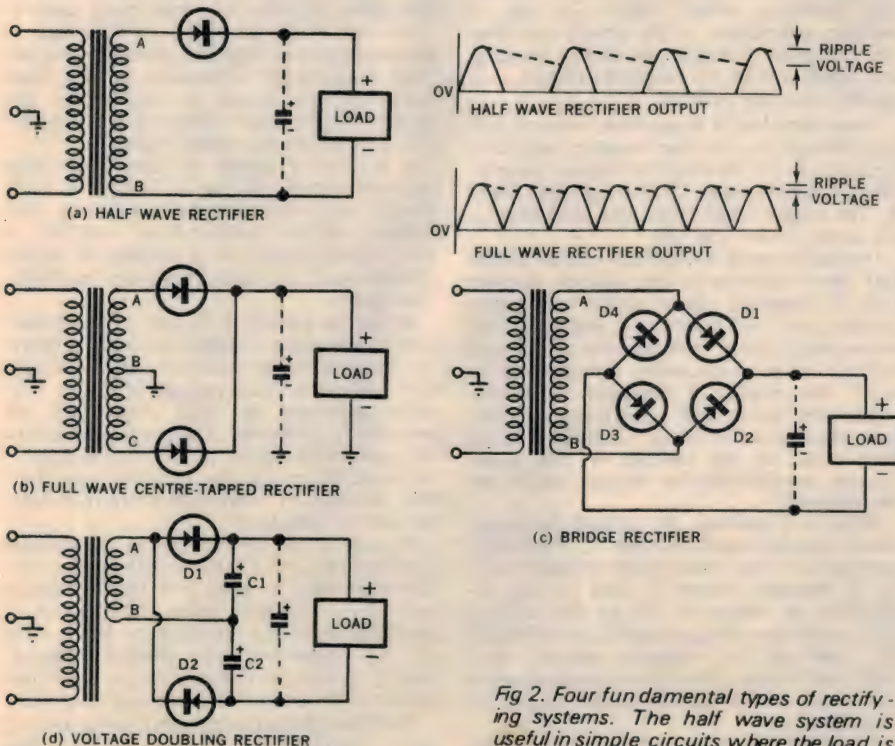 A
+
-
+
LOAD
-
B
(a) HALF WAVE RECTIFIER
RIPPLE
VOLTAGE
OV
HALF WAVE RECTIFIER OUTPUT
RIPPLE
VOLTAGE
OV
FULL WAVE RECTIFIER OUTPUT
A
B
C
+
-
+
LOAD
-
(b) FULL WAVE CENTRE-TAPPED RECTIFIER
A
D4
D1
D3
D2
B
+
-
+
LOAD
-
(c) BRIDGE RECTIFIER
A
D1
+
C1
-
B
+
C2
-
D2
+
-
+
LOAD
-
(d) VOLTAGE DOUBLING RECTIFIER
Fig 2. Four fun damental types of rectify -
ing systems. The half wave system is
useful in simple circuits where the load is